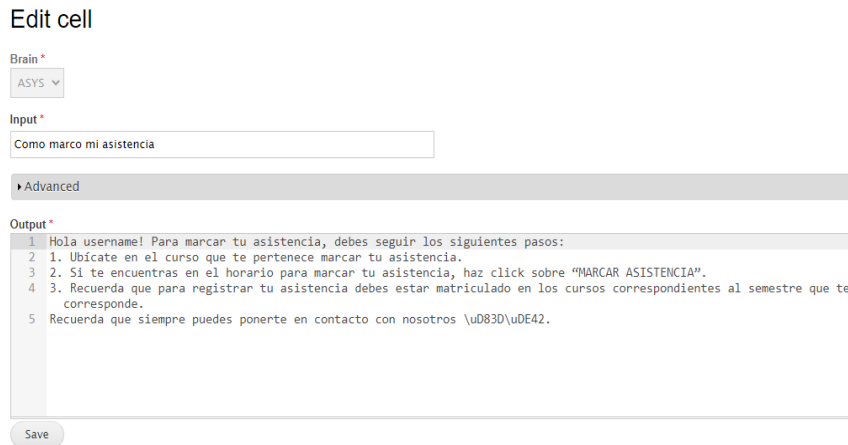 Edit cell
Brain *
ASYS
Input *
Como marco mi asistencia
Advanced
Output *
1 Hola username! Para marcar tu asistencia, debes seguir los siguientes pasos:
2 1. Ubícate en el curso que te pertenece marcar tu asistencia.
3 2. Si te encuentras en el horario para marcar tu asistencia, haz click sobre “MARCAR ASISTENCIA”.
4 3. Recuerda que para registrar tu asistencia debes estar matriculado en los cursos correspondientes al semestre que te
corresponde.
5 Recuerda que siempre puedes ponerte en contacto con nosotros \uD83D\uDE42.
Save